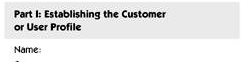 Part I: Establishing the Customer
or User Profile
Name: